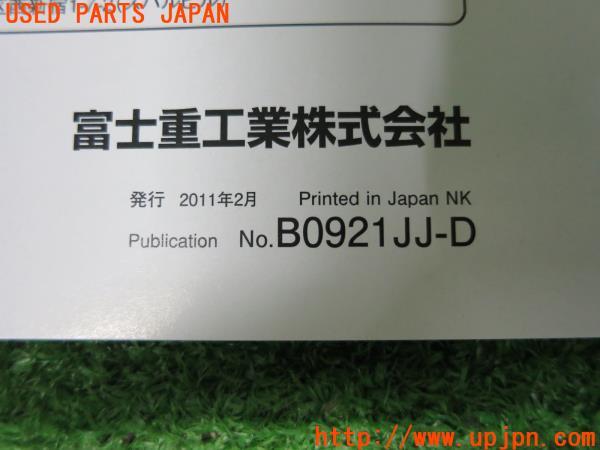 USED PARTS JAPAN
富士重工業株式会社
発行 2011年2月 Printed in Japan NK
Publication No.B0921JJ-D
http://www.upjpn.com